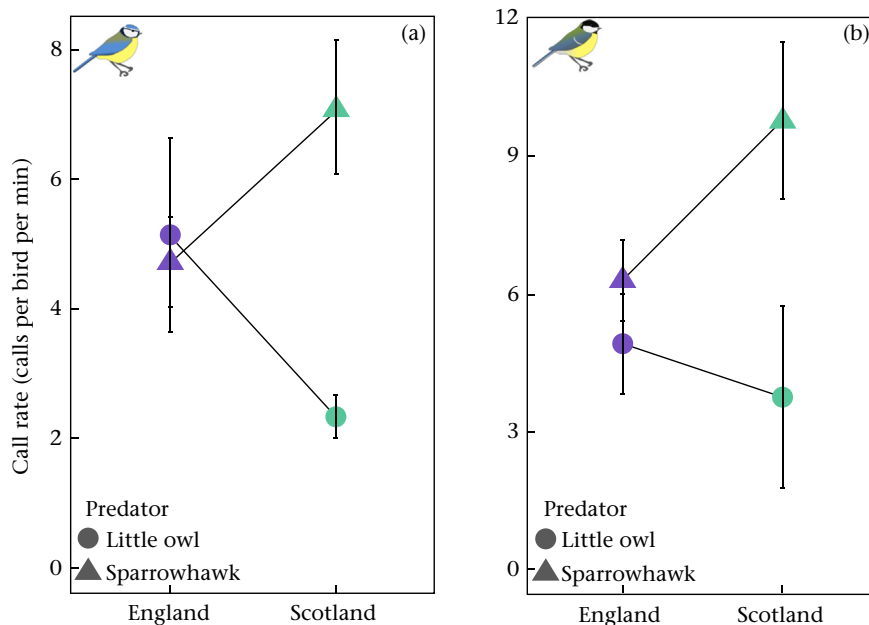 (a)
Call rate (calls per bird per min)
8
6
4
2
0
Predator
Little owl
Sparrowhawk
England Scotland
(b)
12
9
6
3
0
Predator
Little owl
Sparrowhawk
England Scotland